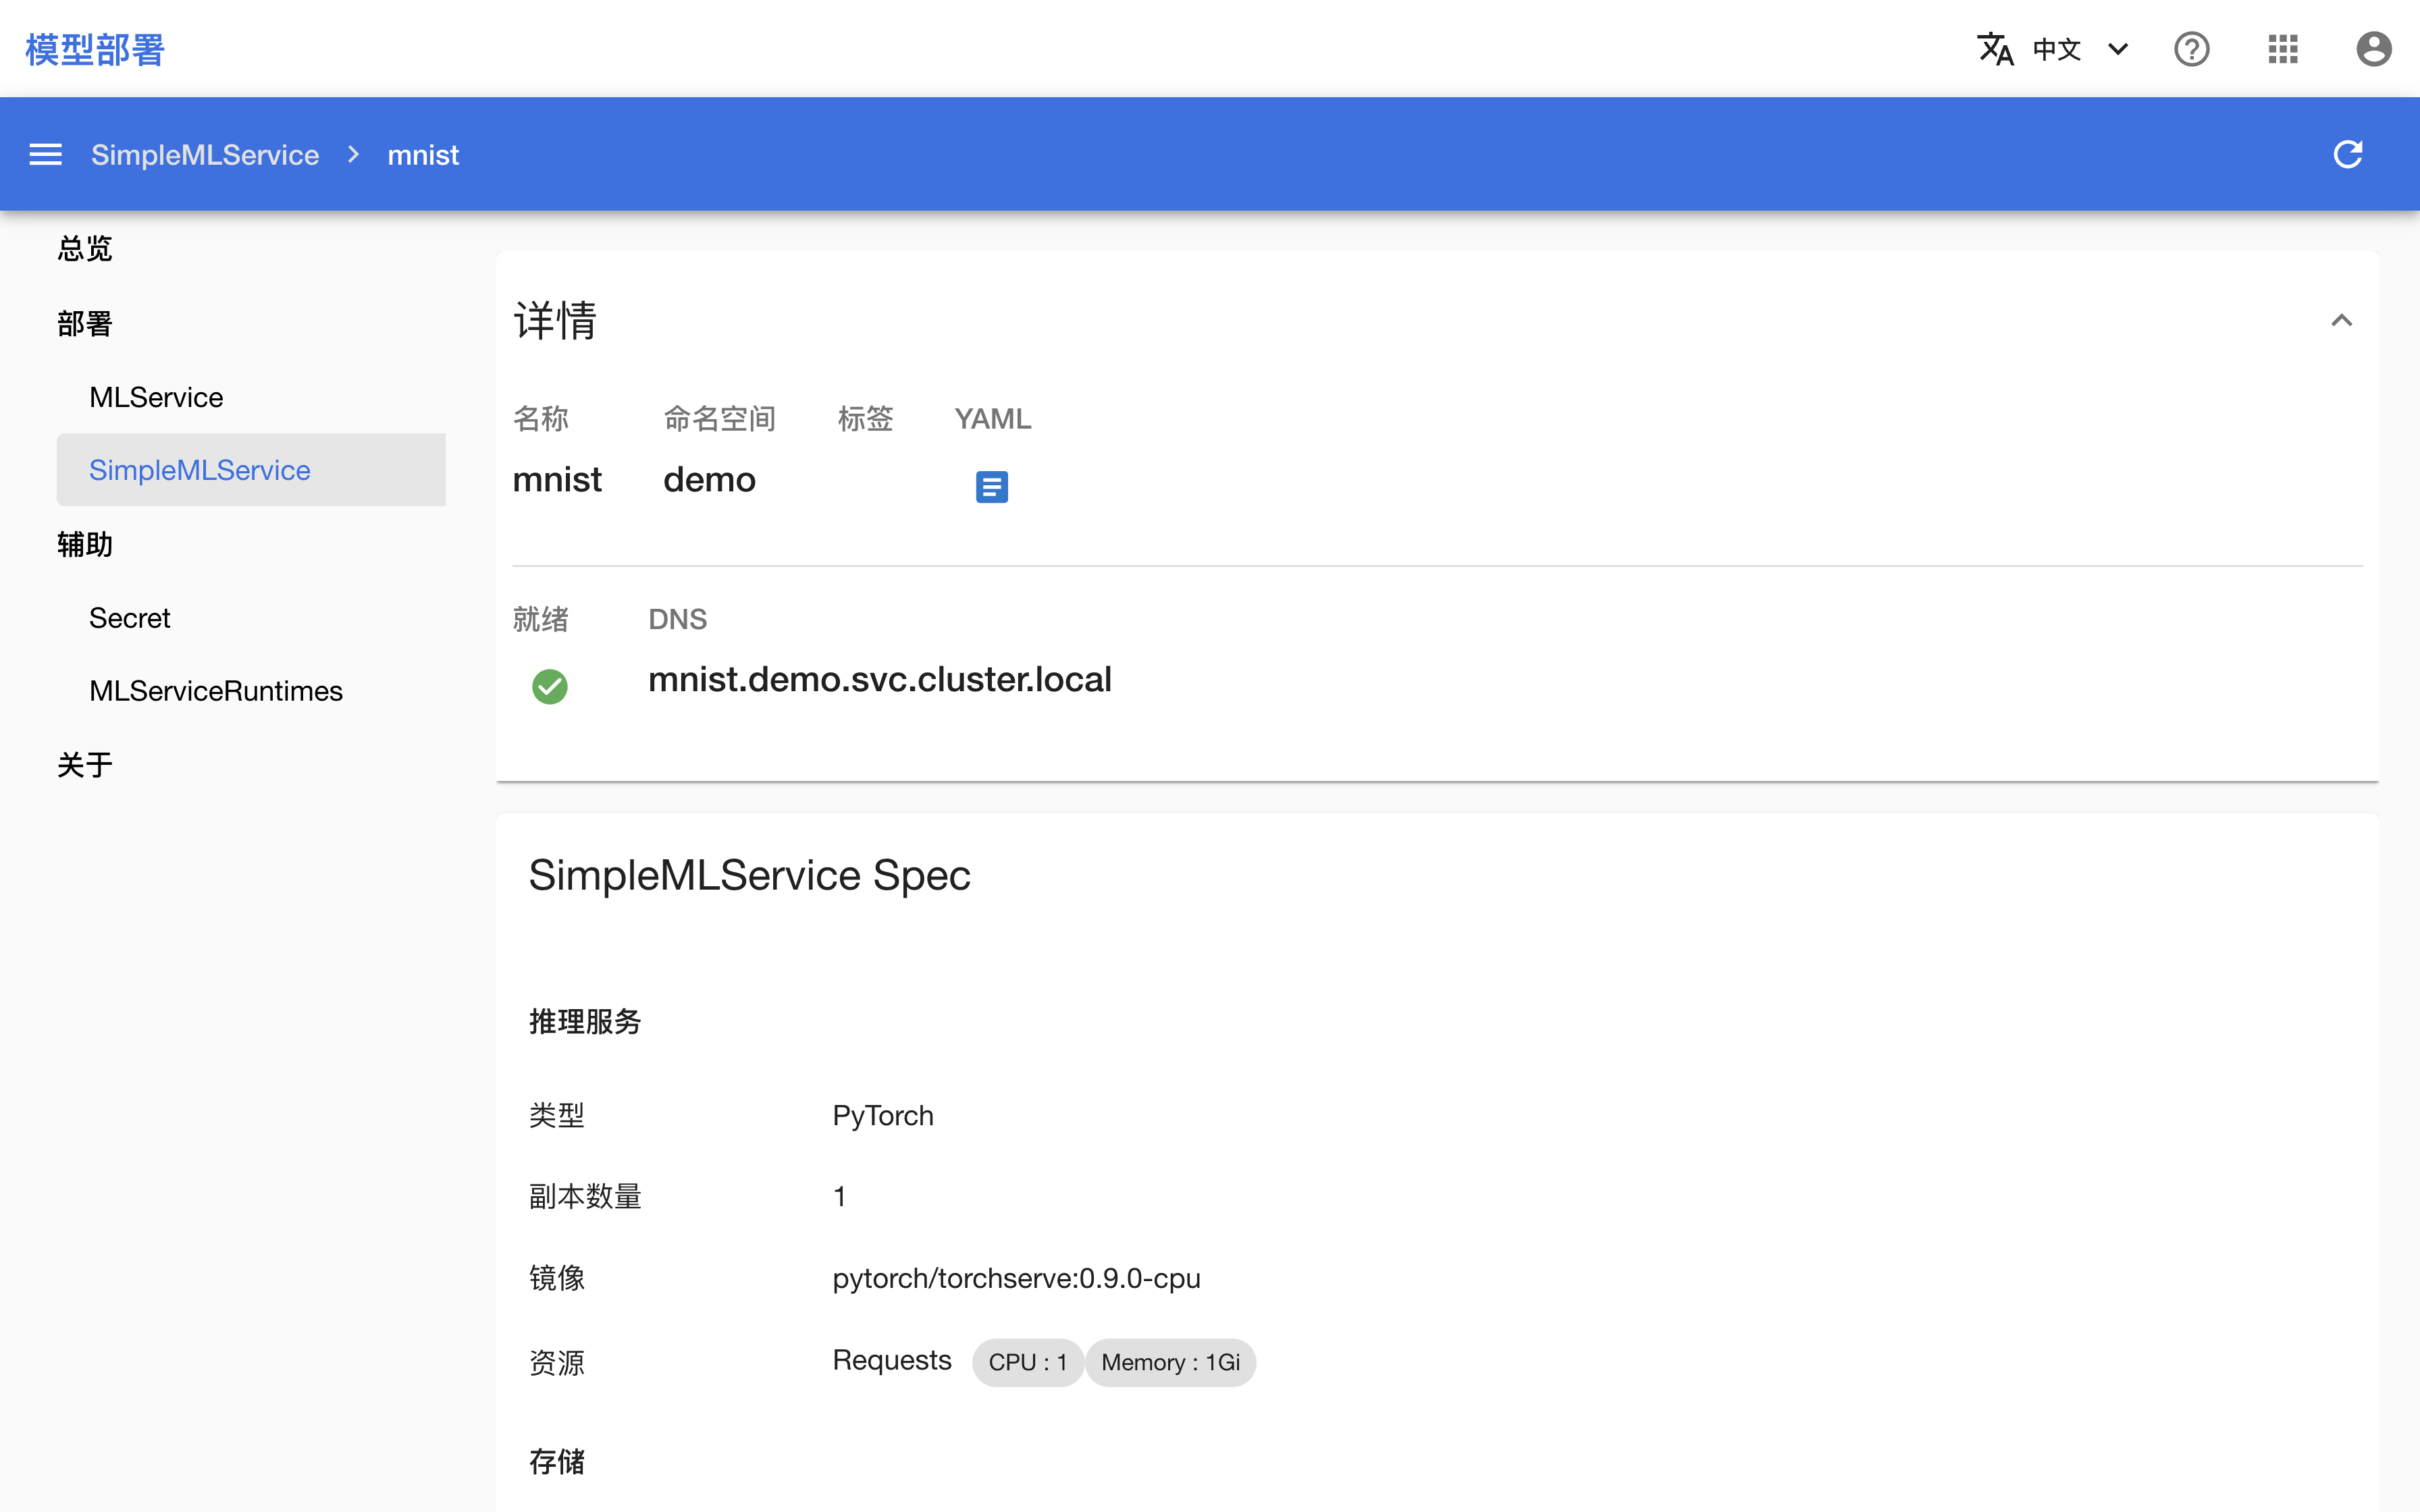 模型部署
中文
SimpleMLService
mnist
总览
部署
MLService
SimpleMLService
辅助
Secret
MLServiceRuntimes
关于
详情
名称 命名空间 标签 YAML
mnist demo
就绪 DNS
mnist.demo.svc.cluster.local
SimpleMLService Spec
推理服务
类型 PyTorch
副本数量 1
镜像 pytorch/torchserve:0.9.0-cpu
资源 Requests CPU : 1 Memory : 1Gi
存储